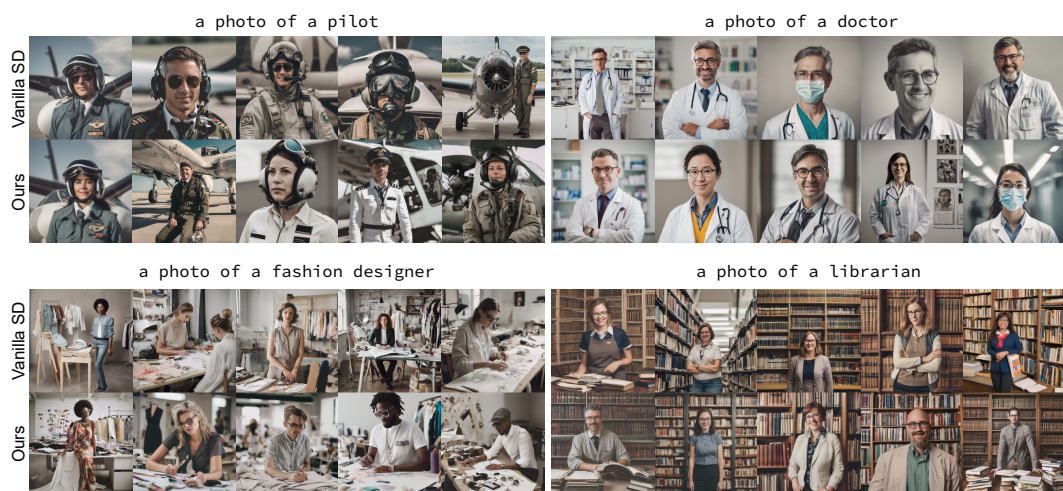 a photo of a pilot
a photo of a doctor
Vanilla SD
Ours
a photo of a fashion designer
a photo of a librarian
Vanilla SD
Ours